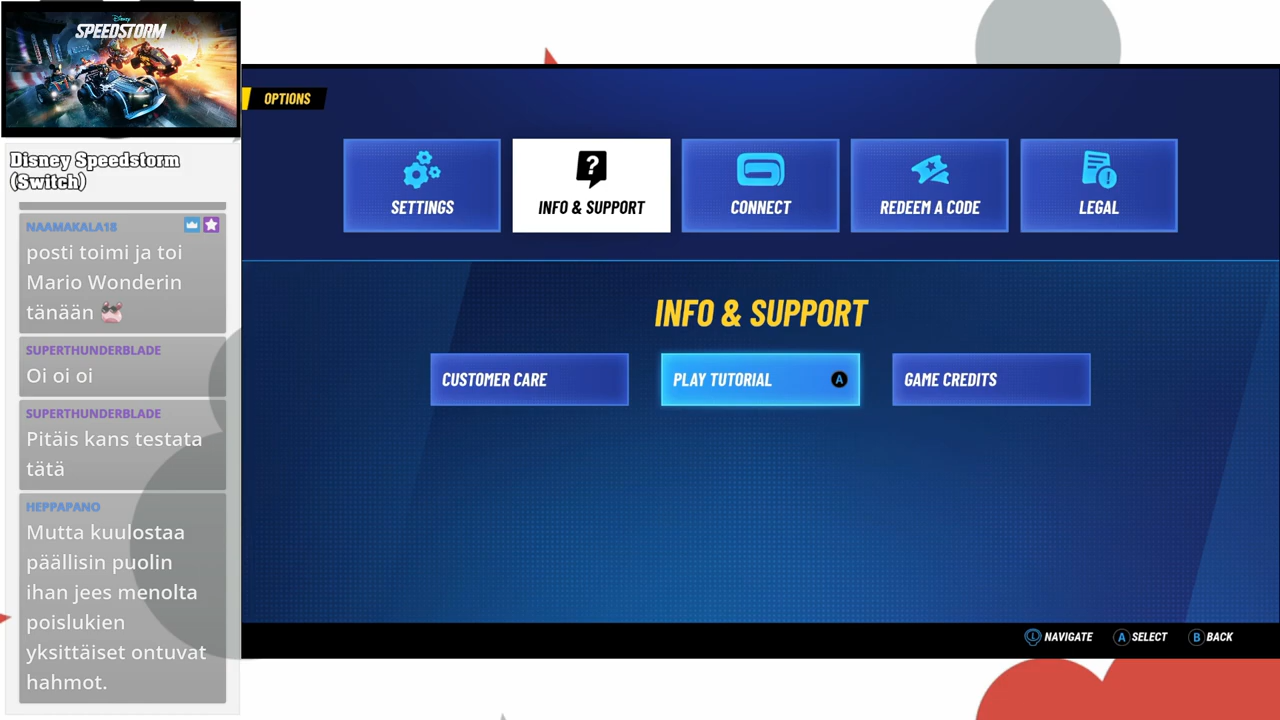 Disney
SPEEDSTORM
Disney Speedstorm
(Switch)
NAAMAKALA18
posti toimi ja toi
Mario Wonderin
tänään
SUPERTHUNDERBLADE
Oi oi oi
SUPERTHUNDERBLADE
Pitäis kans testata
tätä
HEPPAPANO
Mutta kuulostaa
päällisin puolin
ihan jees menolta
poislukien
yksittäiset ontuvat
hahmot.
OPTIONS
SETTINGS
INFO & SUPPORT
CONNECT
REDEEM A CODE
LEGAL
INFO & SUPPORT
CUSTOMER CARE
PLAY TUTORIAL A
GAME CREDITS
L NAVIGATE A SELECT B BACK